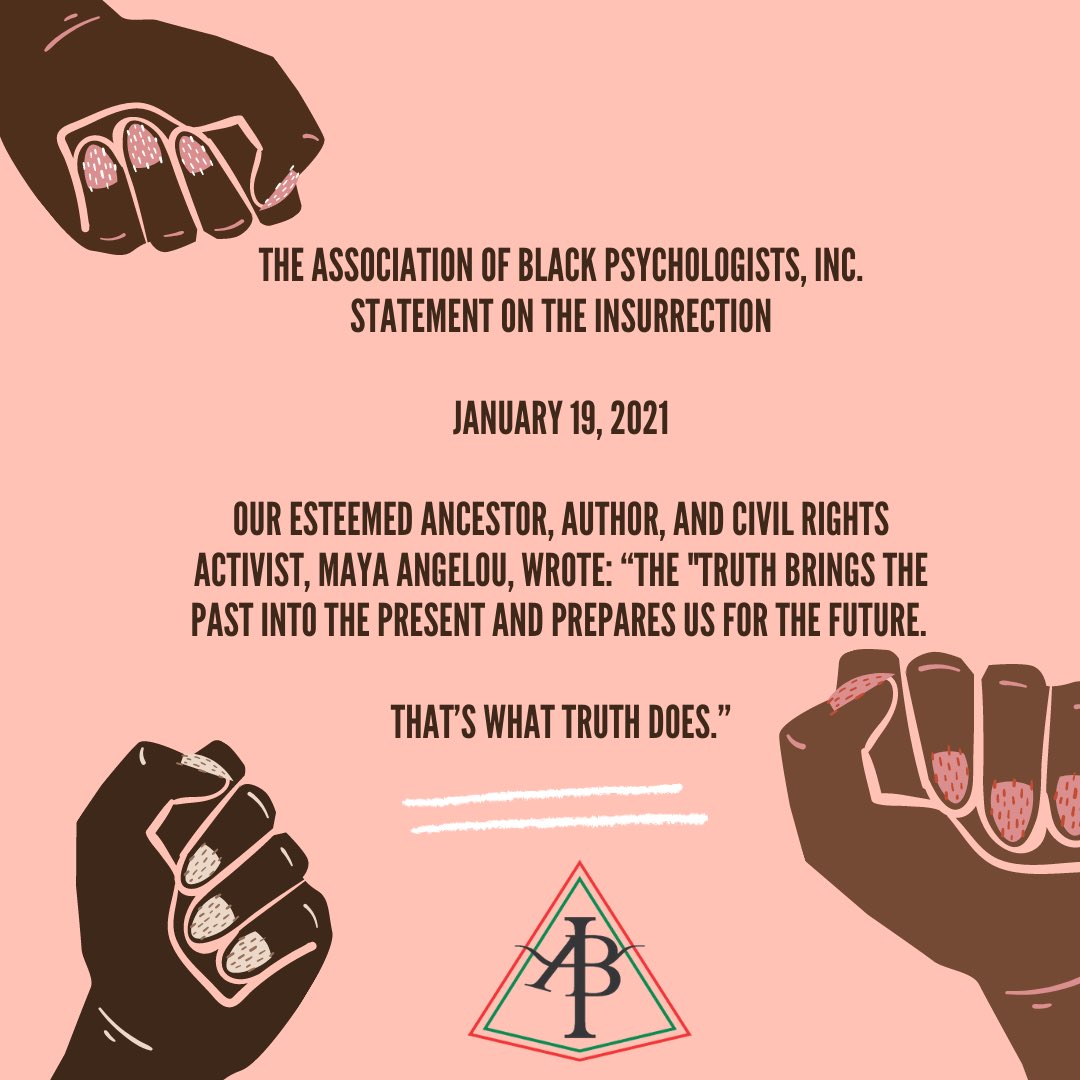 THE ASSOCIATION OF BLACK PSYCHOLOGISTS, INC.
STATEMENT ON THE INSURRECTION
JANUARY 19, 2021
OUR ESTEEMED ANCESTOR, AUTHOR, AND CIVIL RIGHTS
ACTIVIST, MAYA ANGELOU, WROTE: “THE "TRUTH BRINGS THE
PAST INTO THE PRESENT AND PREPARES US FOR THE FUTURE.
THAT’S WHAT TRUTH DOES.”
ABP